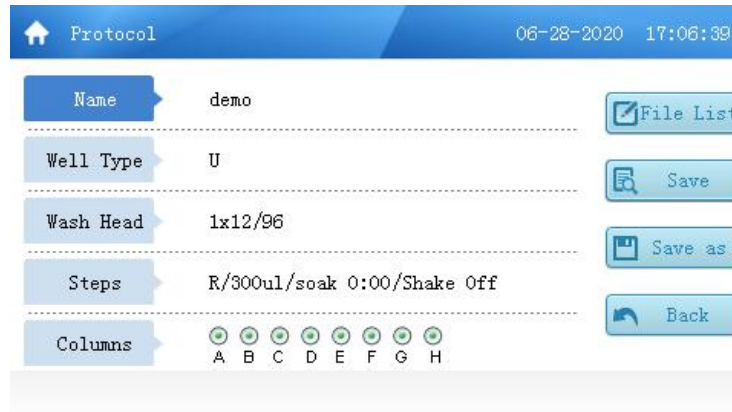 Protocol 06-28-2020 17:06:39
Name demo
File List
Well Type U
Save
Wash Head 1x12/96
Save as
Steps R/300ul/soak 0:00/Shake Off
Back
Columns
A B C D E F G H